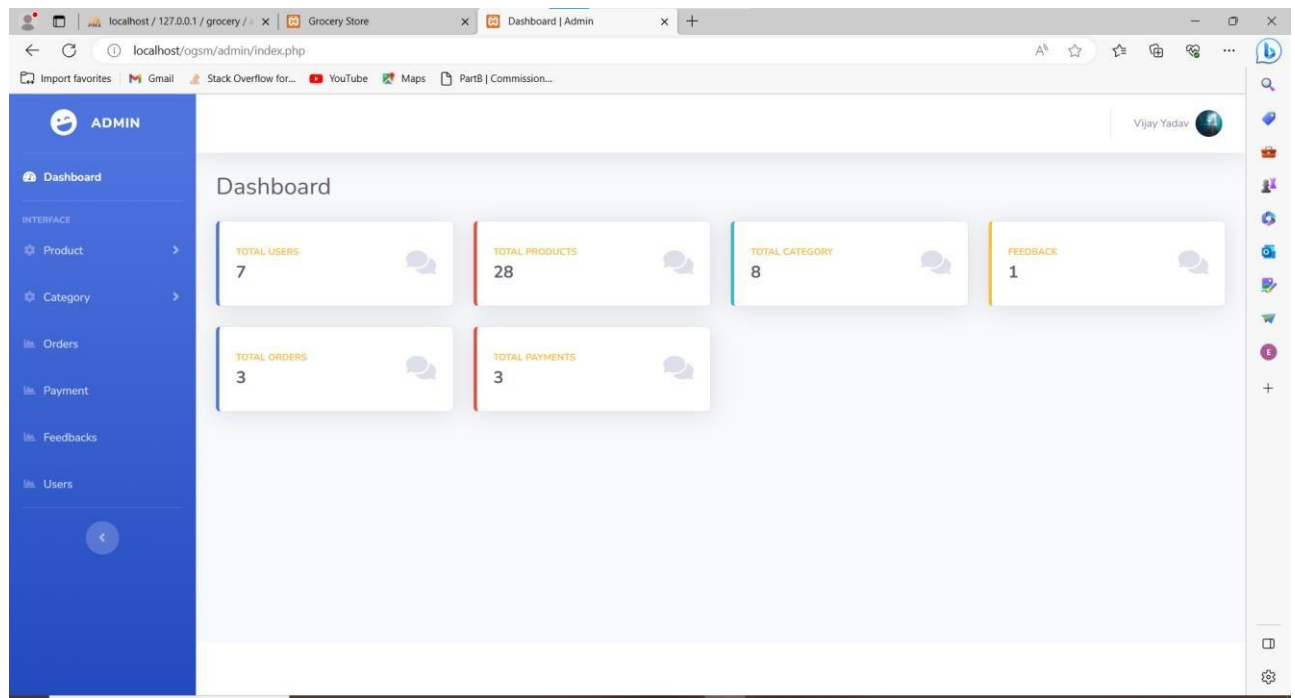 localhost / 127.0.0.1 / grocery /
Grocery Store
Dashboard | Admin
localhost/ogsm/admin/index.php
Import favorites
Gmail
Stack Overflow for...
YouTube
Maps
PartB | Commission...
ADMIN
Vijay Yadav
Dashboard
INTERFACE
Product
Category
Orders
Payment
Feedbacks
Users
Dashboard
TOTAL USERS
7
TOTAL PRODUCTS
28
TOTAL CATEGORY
8
FEEDBACK
1
TOTAL ORDERS
3
TOTAL PAYMENTS
3
E